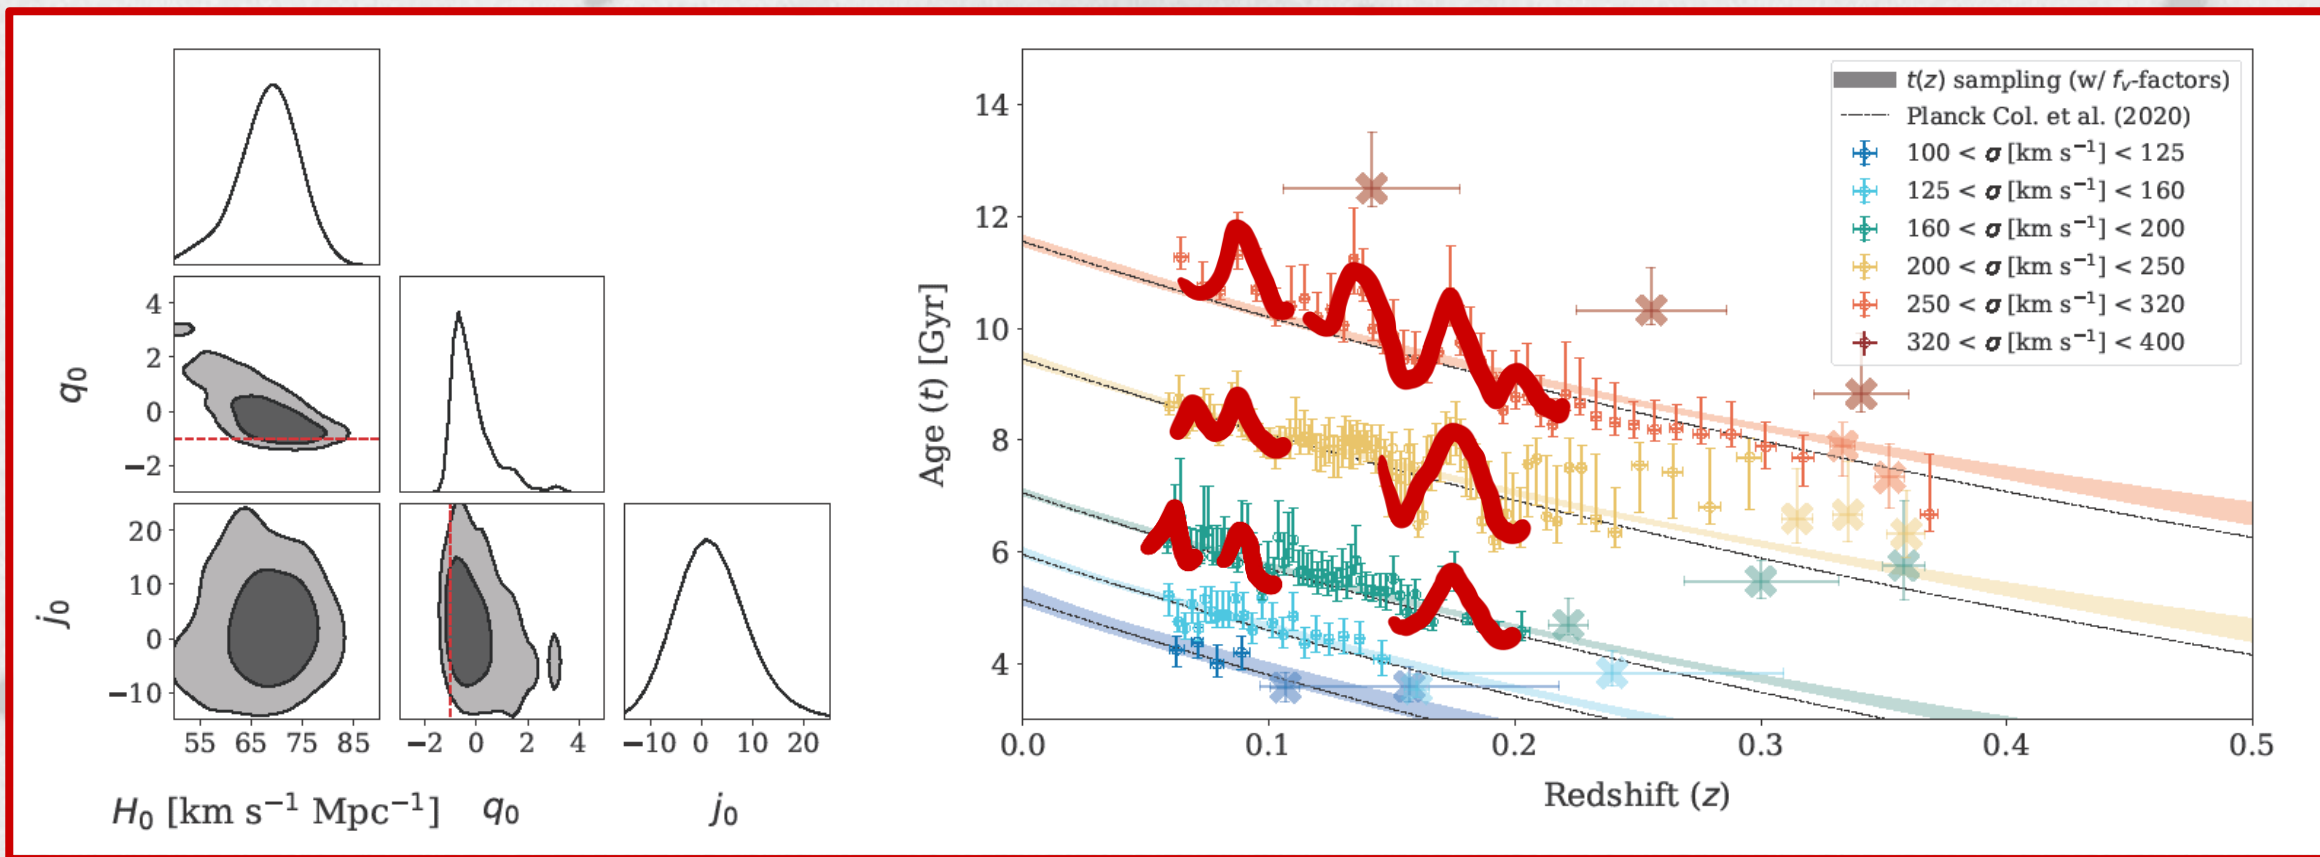 4
2
0
−2
q₀
20
10
0
−10
j₀
55 65 75 85
−2 0 2 4
−10 0 10 20
H₀ [km s⁻¹ Mpc⁻¹]
q₀
j₀
14
12
10
8
6
4
Age (t) [Gyr]
t(z) sampling (w/ fᵥ-factors)
Planck Col. et al. (2020)
100 < σ [km s⁻¹] < 125
125 < σ [km s⁻¹] < 160
160 < σ [km s⁻¹] < 200
200 < σ [km s⁻¹] < 250
250 < σ [km s⁻¹] < 320
320 < σ [km s⁻¹] < 400
0.0 0.1 0.2 0.3 0.4 0.5
Redshift (z)